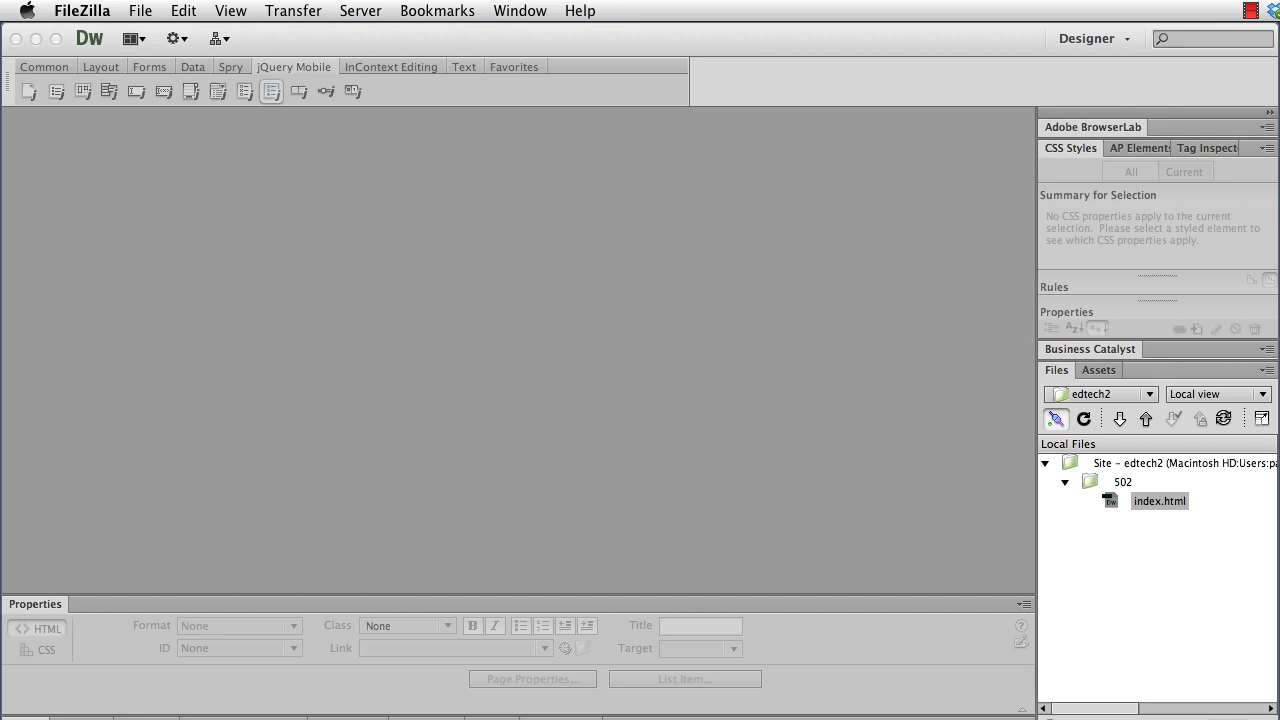 FileZilla File Edit View Transfer Server Bookmarks Window Help
Dw Designer
Common Layout Forms Data Spry jQuery Mobile InContext Editing Text Favorites
Adobe BrowserLab
CSS Styles AP Element: Tag Inspect
All Current
Summary for Selection
No CSS properties apply to the current
selection. Please select a styled element to
see which CSS properties apply.
Rules
Properties
Business Catalyst
Files Assets
edtech2 Local view
Local Files
Site – edtech2 (Macintosh HD:Users:pa
502
index.html
Properties
HTML Format None Class None B I Title
CSS ID None Link Target
Page Properties... List Item...